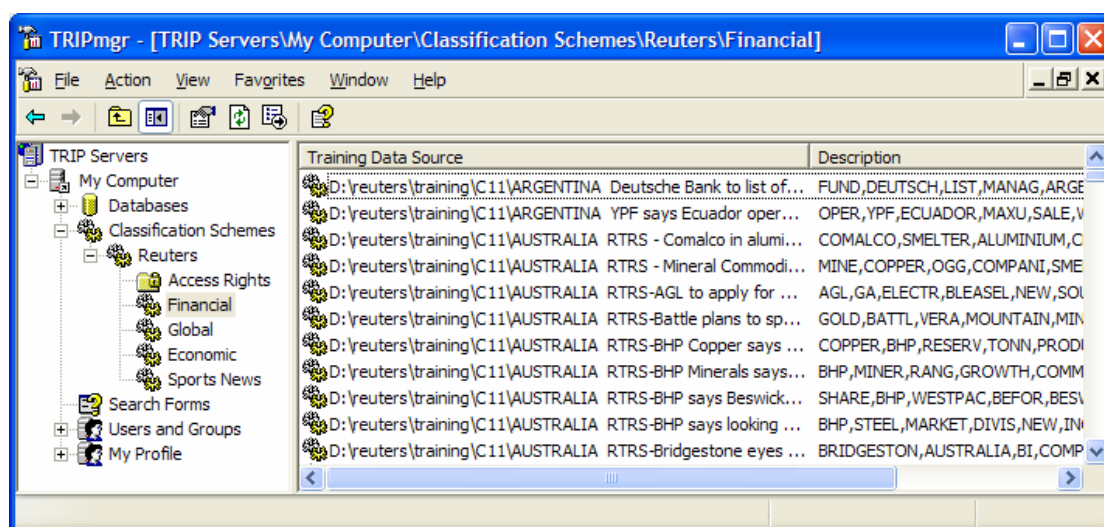 TRIPmgr - [TRIP Servers\My Computer\Classification Schemes\Reuters\Financial]
File Action View Favorites Window Help
TRIP Servers
My Computer
Databases
Classification Schemes
Reuters
Access Rights
Financial
Global
Economic
Sports News
Search Forms
Users and Groups
My Profile
Training Data Source Description
D:\reuters\training\C11\ARGENTINA Deutsche Bank to list of... FUND,DEUTSCH,LIST,MANAG,ARGE
D:\reuters\training\C11\ARGENTINA YPF says Ecuador oper... OPER,YPF,ECUADOR,MAXU,SALE,
D:\reuters\training\C11\AUSTRALIA RTRS - Comalco in alumi... COMALCO,SMELTER,ALUMINIUM,
D:\reuters\training\C11\AUSTRALIA RTRS - Mineral Commodi... MINE,COPPER,OGG,COMPANI,SME
D:\reuters\training\C11\AUSTRALIA RTRS-AGL to apply for ... AGL,GA,ELECTR,BLEASEL,NEW,SOU
D:\reuters\training\C11\AUSTRALIA RTRS-Battle plans to sp... GOLD,BATTL,VERA,MOUNTAIN,MIN
D:\reuters\training\C11\AUSTRALIA RTRS-BHP Copper says ... COPPER,BHP,RESERV,TONN,PRODU
D:\reuters\training\C11\AUSTRALIA RTRS-BHP Minerals says... BHP,MINER,RANG,GROWTH,COMM
D:\reuters\training\C11\AUSTRALIA RTRS-BHP says Beswick... SHARE,BHP,WESTPAC,BEFOR,BESW
D:\reuters\training\C11\AUSTRALIA RTRS-BHP says looking ... BHP,STEEL,MARKET,DIVIS,NEW,IN
D:\reuters\training\C11\AUSTRALIA RTRS-Bridgestone eyes ... BRIDGESTON,AUSTRALIA,BI,COMP